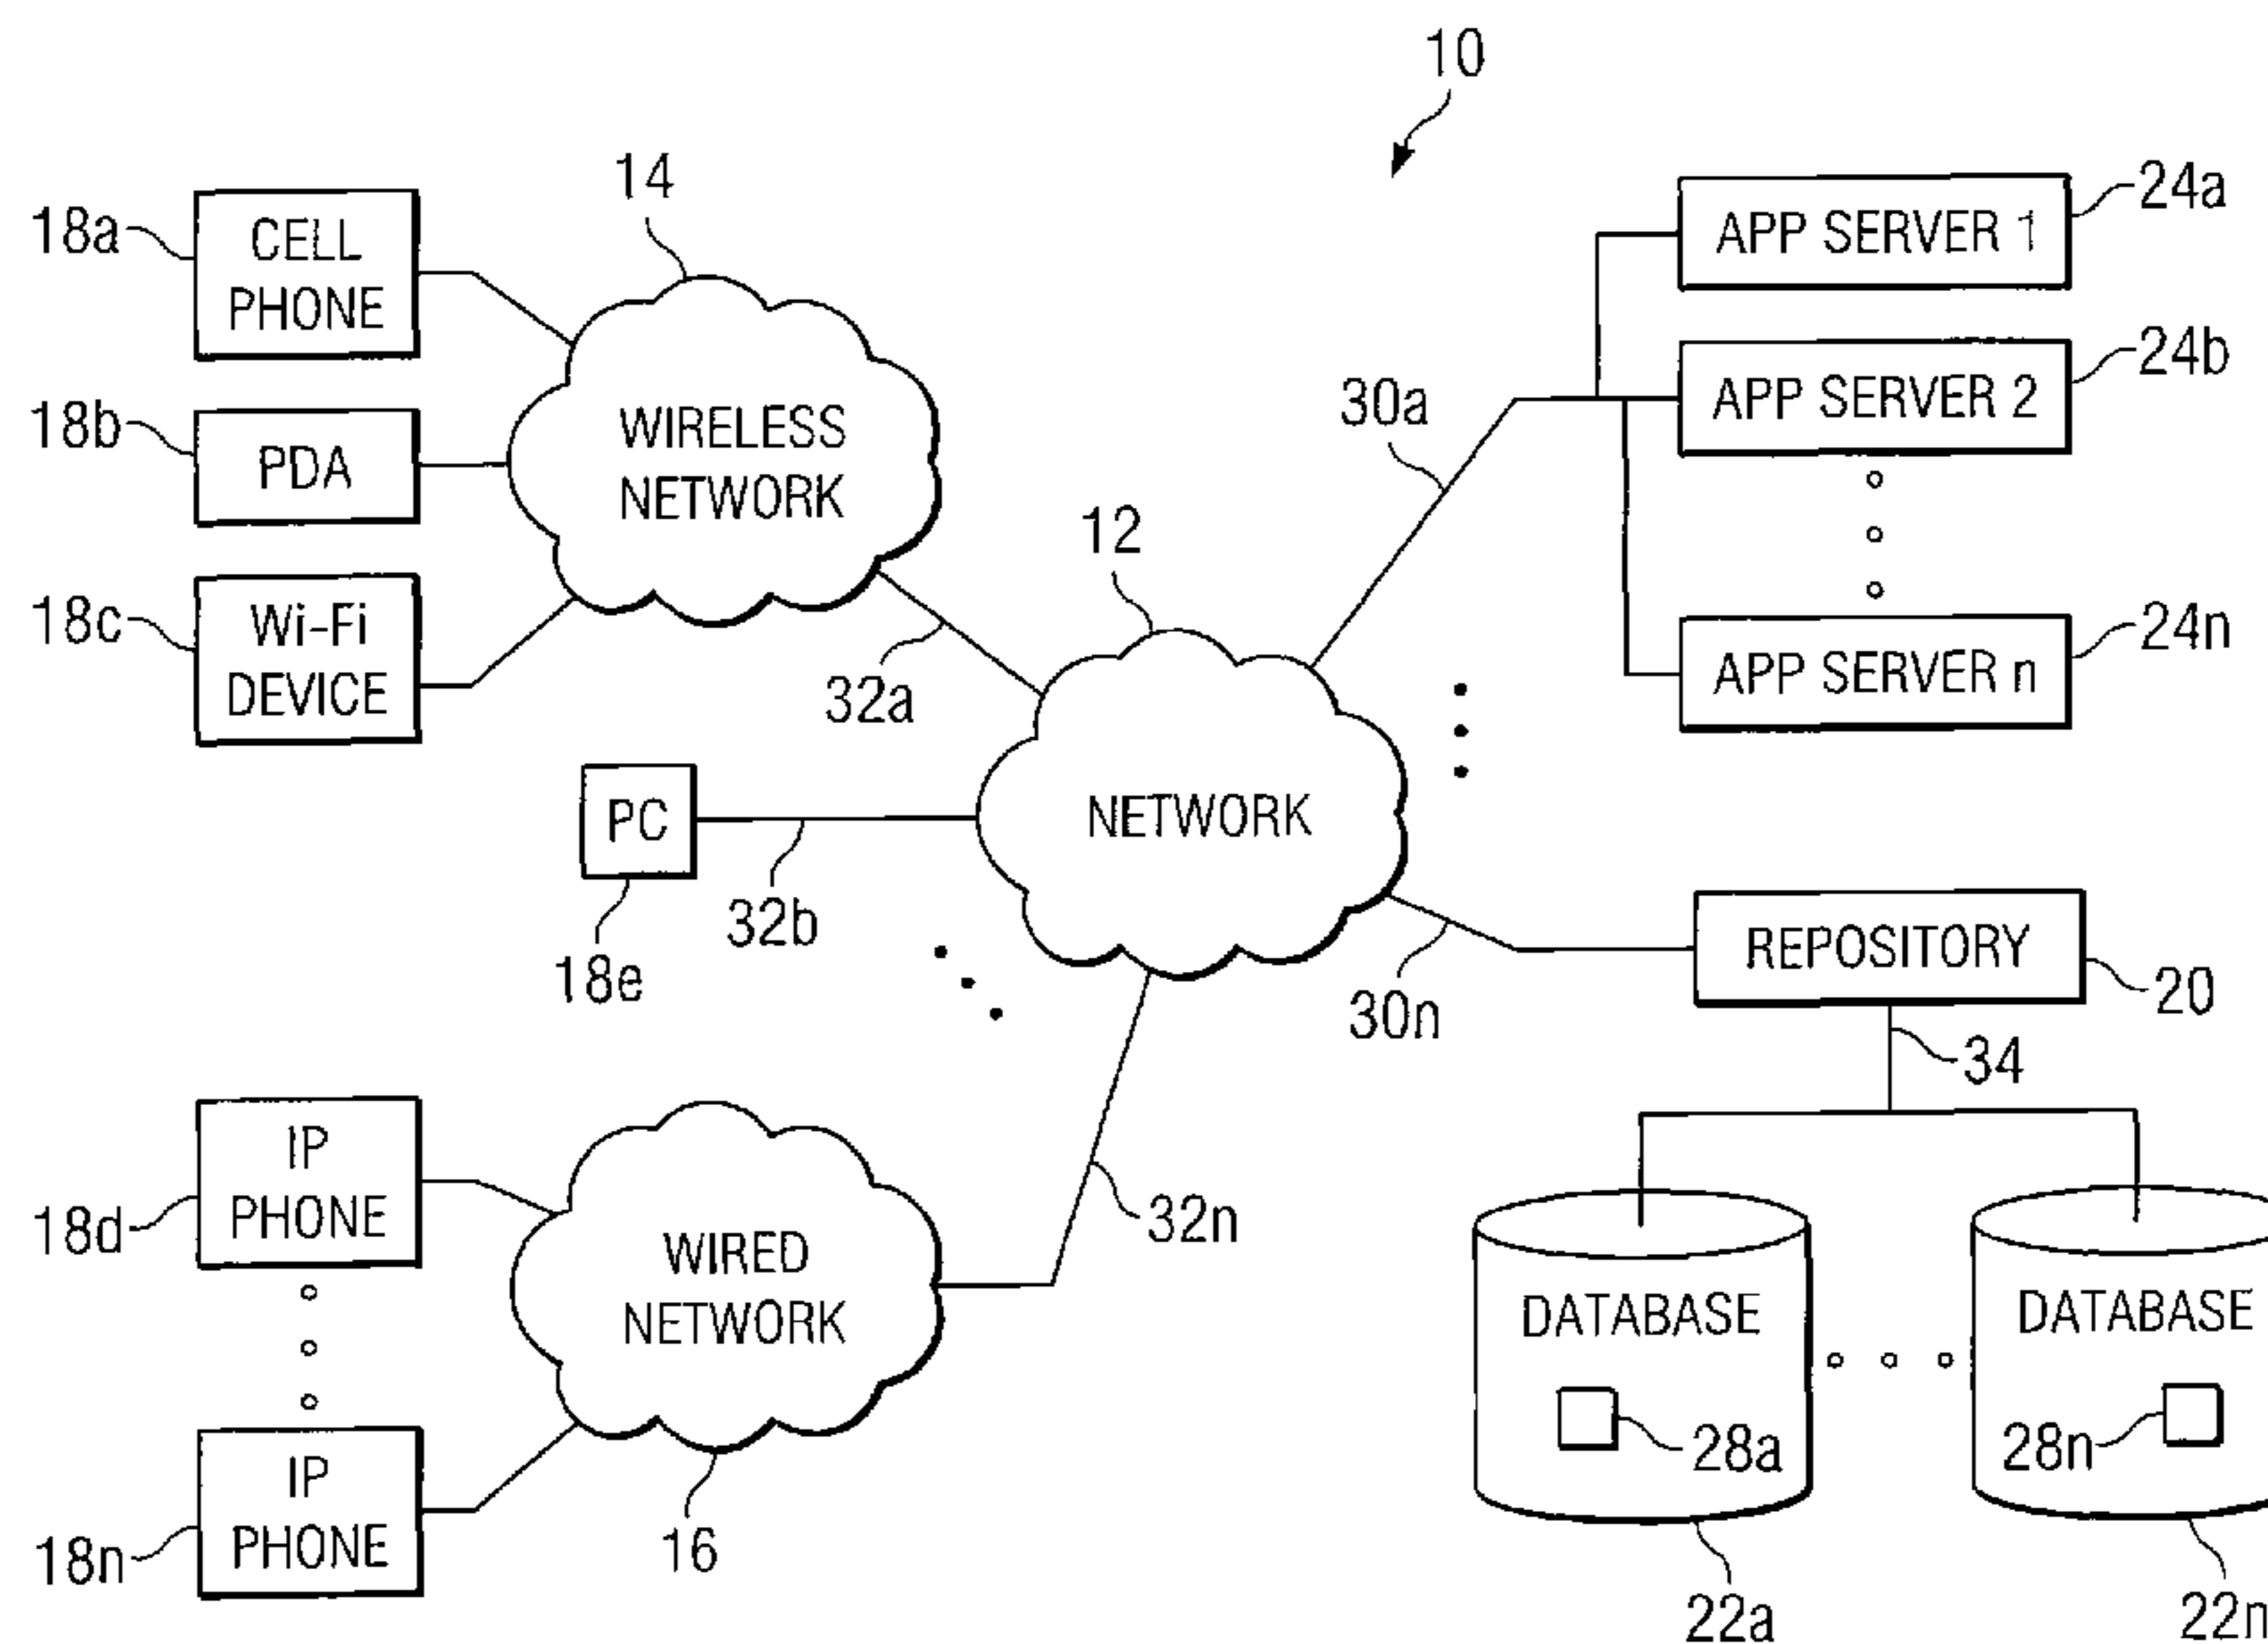 10
14
18a
CELL
PHONE
18b
PDA
18c
Wi-Fi
DEVICE
WIRELESS
NETWORK
32a
12
NETWORK
30a
APP SERVER 1
24a
APP SERVER 2
24b
APP SERVER n
24n
PC
18e
32b
30n
REPOSITORY
20
34
18d
IP
PHONE
18n
IP
PHONE
WIRED
NETWORK
16
32n
DATABASE
28a
22a
DATABASE
28n
22n